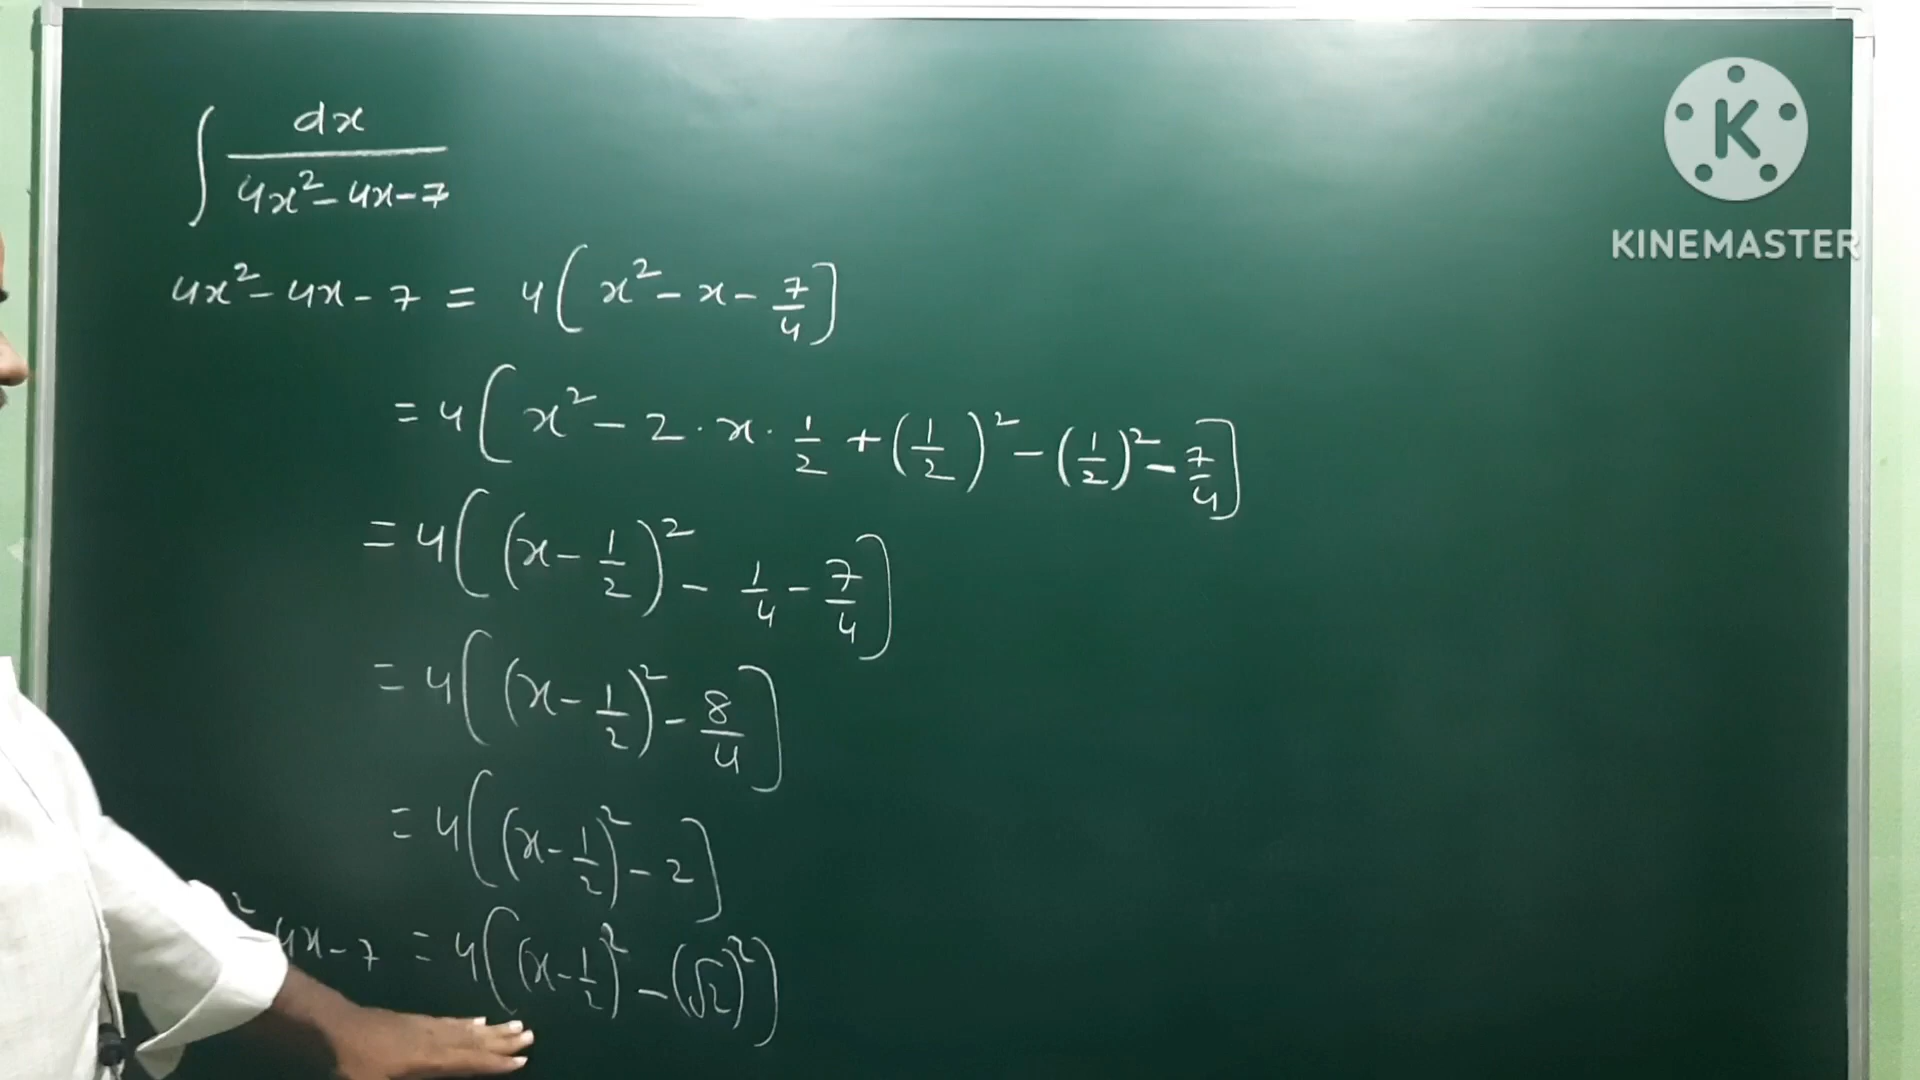 ∫ dx / 4x² - 4x - 7
4x² - 4x - 7 = 4[x² - x - 7/4]
= 4[x² - 2 · x · 1/2 + (1/2)² - (1/2)² - 7/4]
= 4[(x - 1/2)² - 1/4 - 7/4]
= 4[(x - 1/2)² - 8/4]
= 4[(x - 1/2)² - 2]
² 4x - 7 = 4[(x - 1/2)² - (√2)²]
K
KINEMASTER